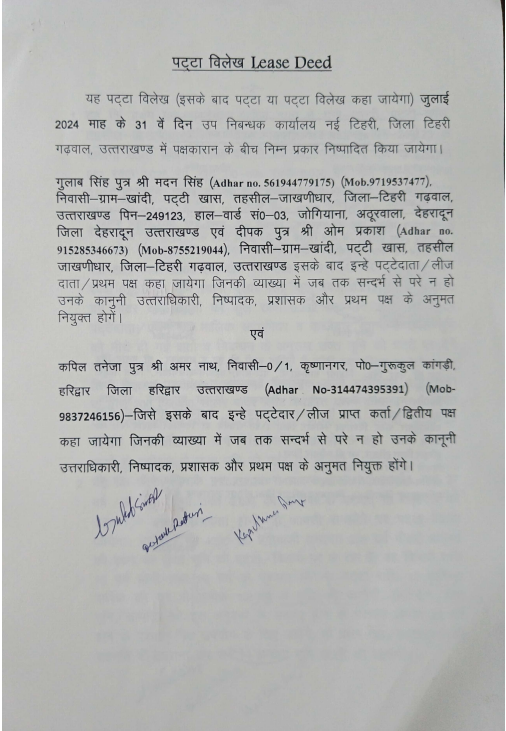 पट्टा विलेख Lease Deed
यह पट्टा विलेख (इसके बाद पट्टा या पट्टा विलेख कहा जायेगा) जुलाई
2024 माह के 31 वें दिन उप निबन्धक कार्यालय नई टिहरी, जिला टिहरी
गढवाल, उत्तराखण्ड में पक्षकारान के बीच निम्न प्रकार निष्पादित किया जायेगा।
गुलाब सिंह पुत्र श्री मदन सिंह (Adhar no. 561944779175) (Mob.9719537477),
निवासी–ग्राम–खांदी, पट्टी खास, तहसील–जाखणीधार, जिला–टिहरी गढ़वाल,
उत्तराखण्ड पिन–249123, हाल–वार्ड सं0–03, जोगियाना, अठूरवाला, देहरादून
जिला देहरादून उत्तराखण्ड एवं दीपक पुत्र श्री ओम प्रकाश (Adhar no.
915285346673) (Mob-8755219044), निवासी–ग्राम–खांदी, पट्टी खास, तहसील
जाखणीधार, जिला–टिहरी गढ़वाल, उत्तराखण्ड इसके बाद इन्हे पट्टेदाता/लीज
दाता/प्रथम पक्ष कहा जायेगा जिनकी व्याख्या में जब तक सन्दर्भ से परे न हो
उनके कानुनी उत्तराधिकारी, निष्पादक, प्रशासक और प्रथम पक्ष के अनुमत
नियुक्त होगें।
एवं
कपिल तनेजा पुत्र श्री अमर नाथ, निवासी–0/1, कृष्णानगर, पो0–गुरूकुल कांगड़ी,
हरिद्वार जिला हरिद्वार उत्तराखण्ड (Adhar No-314474395391) (Mob-
9837246156)–जिसे इसके बाद इन्हे पट्टेदार/लीज प्राप्त कर्ता/द्वितीय पक्ष
कहा जायेगा जिनकी व्याख्या में जब तक सन्दर्भ से परे न हो उनके कानूनी
उत्तराधिकारी, निष्पादक, प्रशासक और प्रथम पक्ष के अनुमत नियुक्त होंगे।